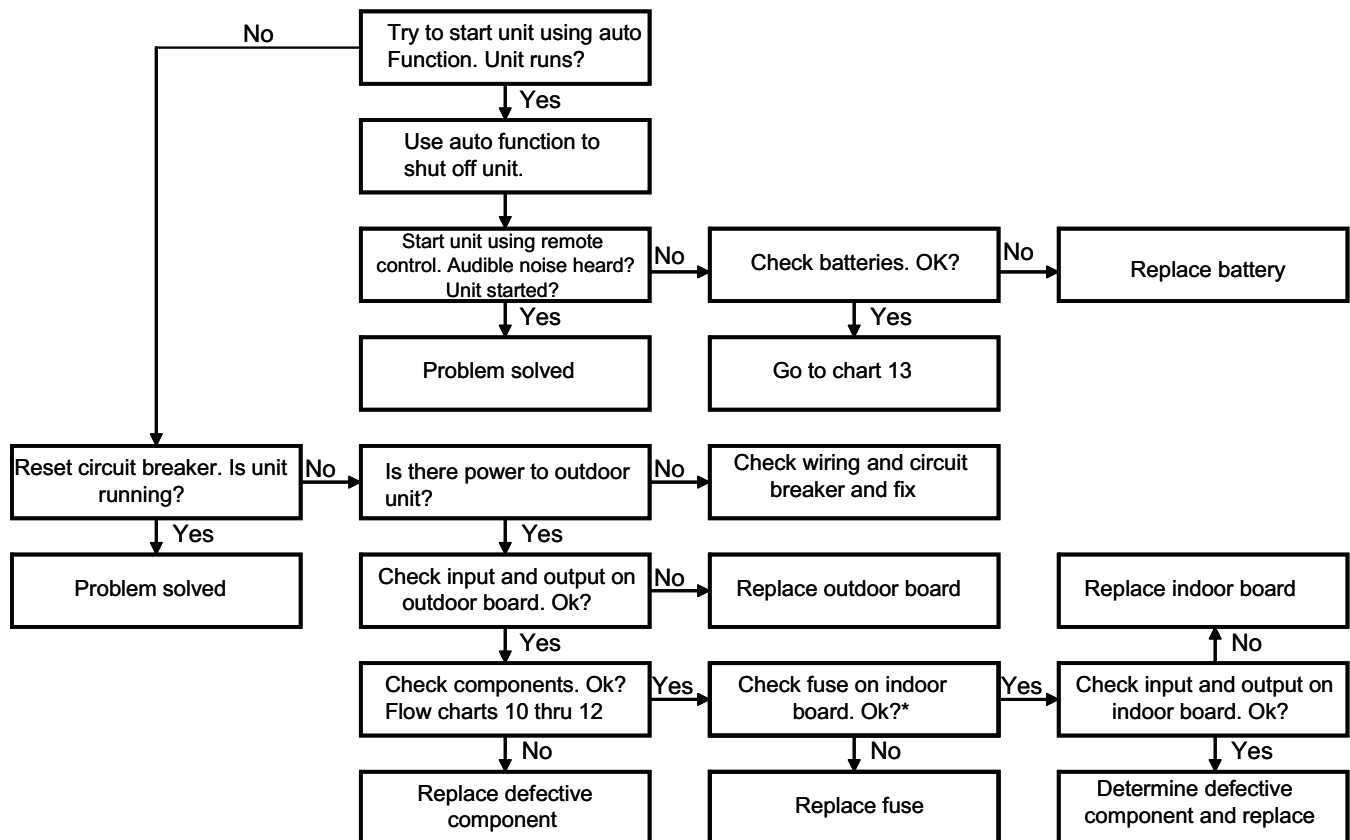 No
Try to start unit using auto
Function. Unit runs?
Yes
Use auto function to
shut off unit.
Start unit using remote
control. Audible noise heard?
Unit started?
No
Check batteries. OK?
No
Replace battery
Yes
Yes
Problem solved
Go to chart 13
Reset circuit breaker. Is unit
running?
No
Is there power to outdoor
unit?
No
Check wiring and circuit
breaker and fix
Yes
Yes
Problem solved
Check input and output on
outdoor board. Ok?
No
Replace outdoor board
Replace indoor board
Yes
No
Check components. Ok?
Flow charts 10 thru 12
Yes
Check fuse on indoor
board. Ok?*
Yes
Check input and output on
indoor board. Ok?
No
No
Yes
Replace defective
component
Replace fuse
Determine defective
component and replace